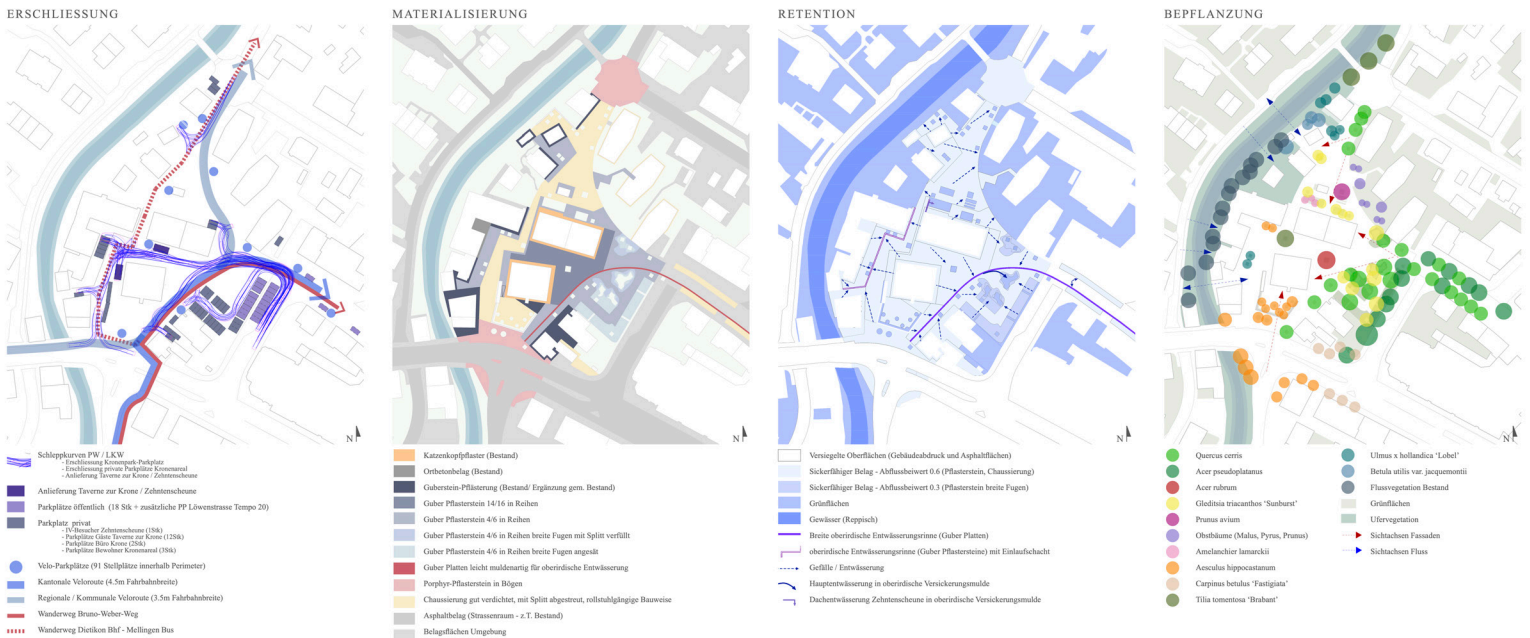 ERSCHLIESSUNG
N
Schleppkurven PW / LKW
- Erschliessung Kronenpark-Parkplatz
- Erschliessung private Parkplätze Kronenareal
- Anlieferung Taverne zur Krone / Zehntenscheune
Anlieferung Taverne zur Krone / Zehntenscheune
Parkplätze öffentlich (18 Stk + zusätzliche PP Löwenstrasse Tempo 20)
Parkplatz privat
- IV-Besucher Zehntenscheune (1Stk)
- Parkplätze Gäste Taverne zur Krone (12Stk)
- Parkplätze Büro Krone (2Stk)
- Parkplätze Bewohner Kronenareal (3Stk)
Velo-Parkplätze (91 Stellplätze innerhalb Perimeter)
Kantonale Veloroute (4.5m Fahrbahnbreite)
Regionale / Kommunale Veloroute (3.5m Fahrbahnbreite)
Wanderweg Bruno-Weber-Weg
Wanderweg Dietikon Bhf - Mellingen Bus
MATERIALISIERUNG
N
Katzenkopfpflaster (Bestand)
Ortbetonbelag (Bestand)
Guberstein-Pflästerung (Bestand/ Ergänzung gem. Bestand)
Guber Pflasterstein 14/16 in Reihen
Guber Pflasterstein 4/6 in Reihen
Guber Pflasterstein 4/6 in Reihen breite Fugen mit Splitt verfüllt
Guber Pflasterstein 4/6 in Reihen breite Fugen angesät
Guber Platten leicht muldenartig für oberirdische Entwässerung
Porphyr-Pflasterstein in Bögen
Chaussierung gut verdichtet, mit Splitt abgestreut, rollstuhlgängige Bauweise
Asphaltbelag (Strassenraum - z.T. Bestand)
Belagsflächen Umgebung
RETENTION
N
Versiegelte Oberflächen (Gebäudeabdruck und Asphaltflächen)
Sickerfähiger Belag - Abflussbeiwert 0.6 (Pflasterstein, Chaussierung)
Sickerfähiger Belag - Abflussbeiwert 0.3 (Pflasterstein breite Fugen)
Grünflächen
Gewässer (Reppisch)
Breite oberirdische Entwässerungsrinne (Guber Platten)
oberirdische Entwässerungsrinne (Guber Pflastersteine) mit Einlaufschacht
Gefälle / Entwässerung
Hauptentwässerung in oberirdische Versickerungsmulde
Dachentwässerung Zehntenscheune in oberirdische Versickerungsmulde
BEPFLANZUNG
N
Quercus cerris
Acer pseudoplatanus
Acer rubrum
Gleditsia triacanthos ‘Sunburst’
Prunus avium
Obstbäume (Malus, Pyrus, Prunus)
Amelanchier lamarckii
Aesculus hippocastanum
Carpinus betulus ‘Fastigiata’
Tilia tomentosa ‘Brabant’
Ulmus x hollandica ‘Lobel’
Betula utilis var. jacquemontii
Flussvegetation Bestand
Grünflächen
Ufervegetation
Sichtachsen Fassaden
Sichtachsen Fluss